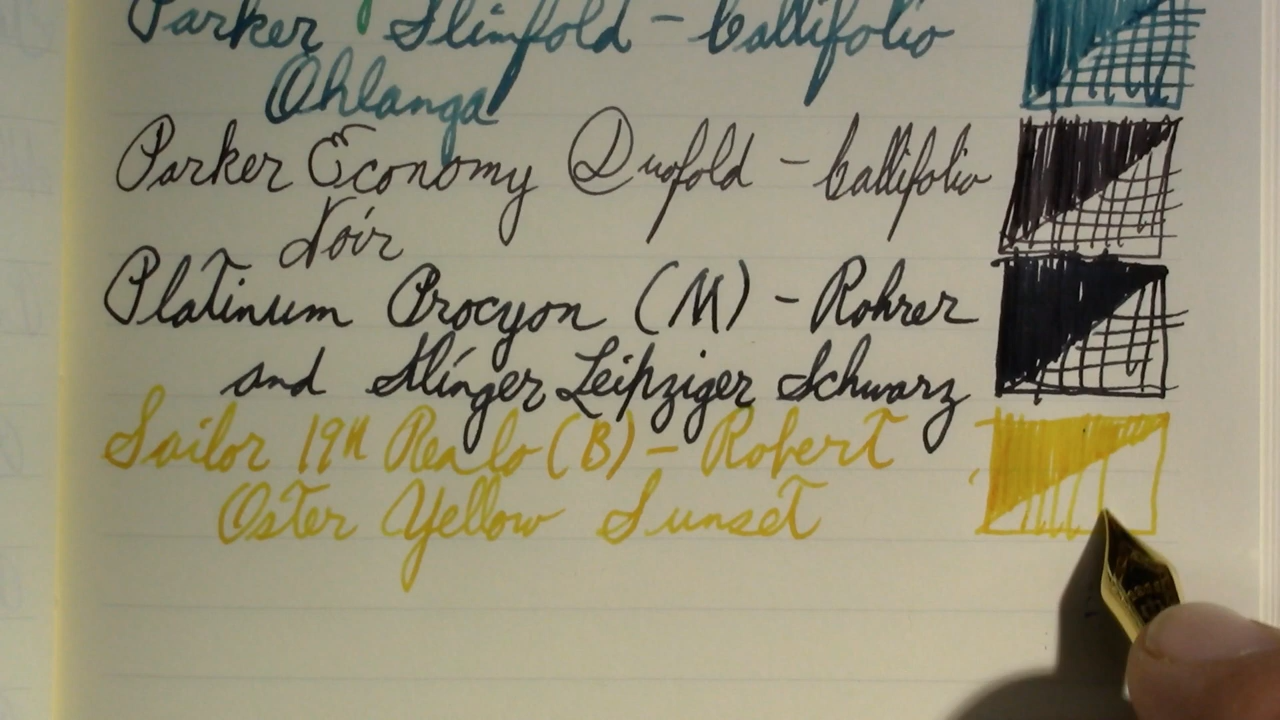 Parker Slimfold - Callifolio
Ohlanga
Parker Economy Duofold - Callifolio
Noir
Platinum Procyon (M) - Rohrer
and Klinger Leipziger Schwarz
Sailor 1911 Realo (B) - Robert
Oster Yellow Sunset